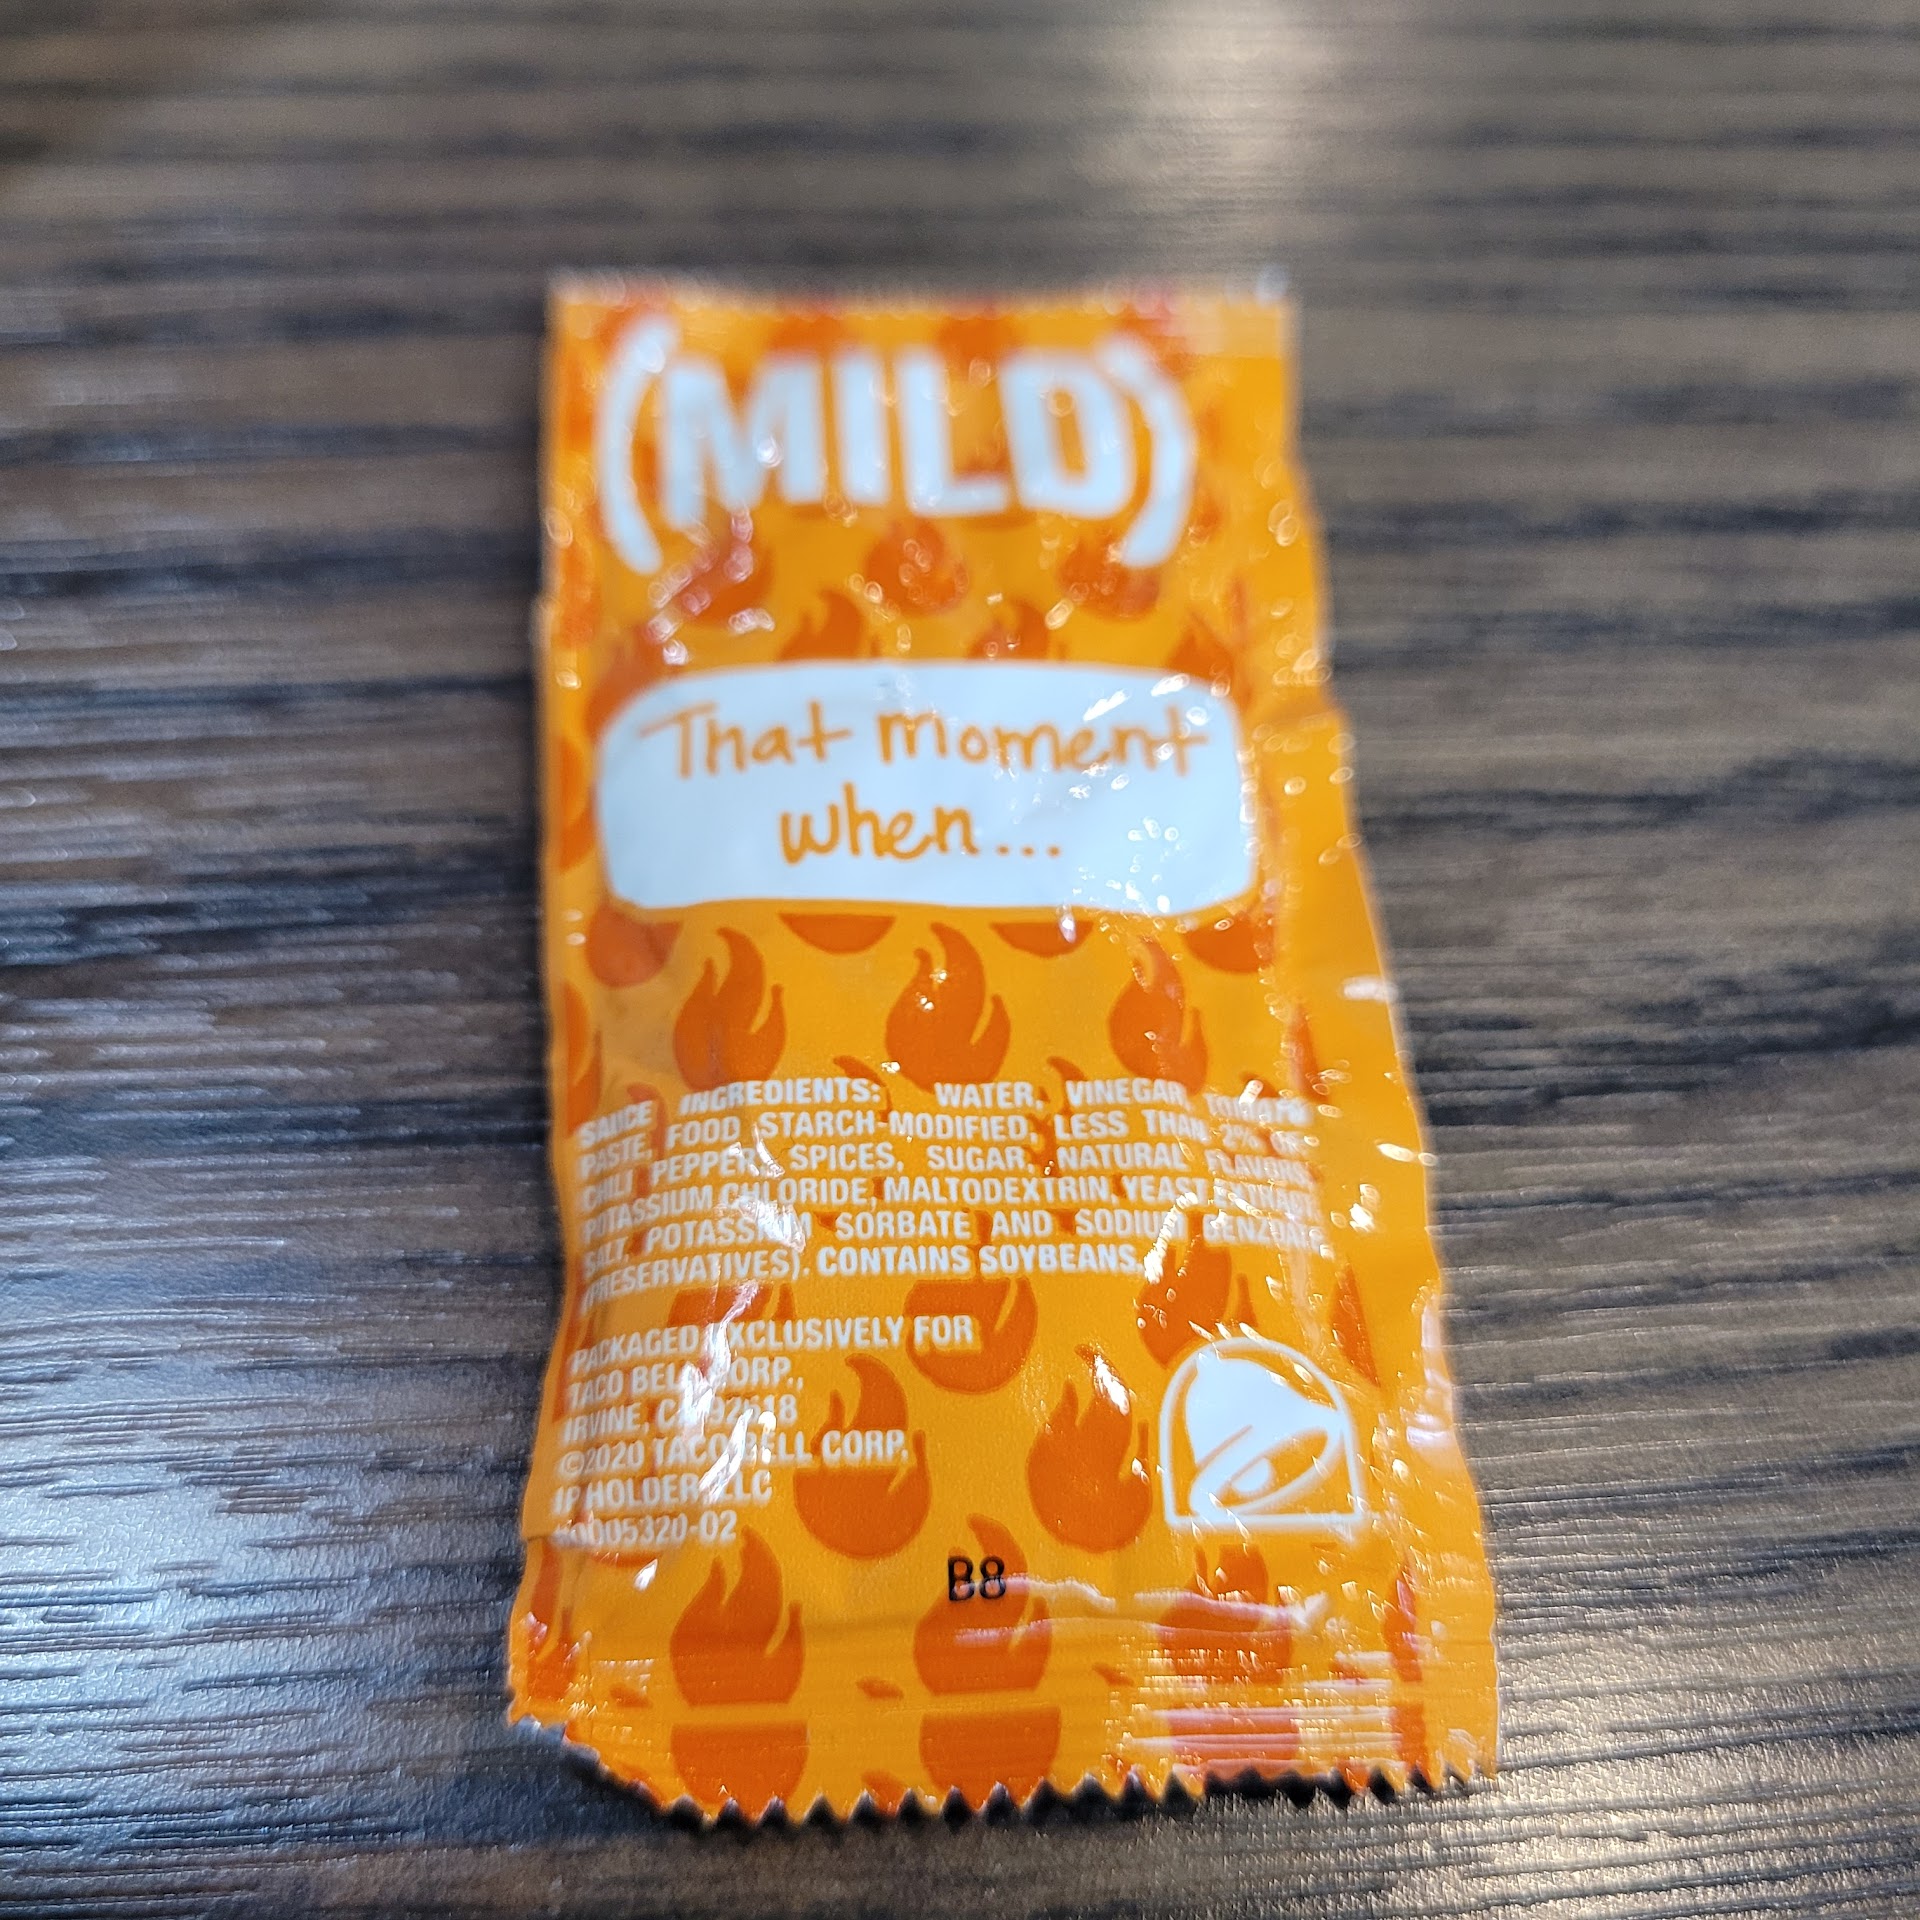 (MILD)
That moment
when...
SAUCE INGREDIENTS: WATER, VINEGAR, TOMATO
PASTE, FOOD STARCH-MODIFIED, LESS THAN 2% OF
CHILI PEPPER, SPICES, SUGAR, NATURAL FLAVORS,
POTASSIUM CHLORIDE, MALTODEXTRIN, YEAST EXTRACT,
SALT, POTASSIUM SORBATE AND SODIUM BENZOATE
(PRESERVATIVES). CONTAINS SOYBEANS.
PACKAGED EXCLUSIVELY FOR
TACO BELL CORP.,
IRVINE, CA 92618
©2020 TACO BELL CORP.
IP HOLDER, LLC
B8